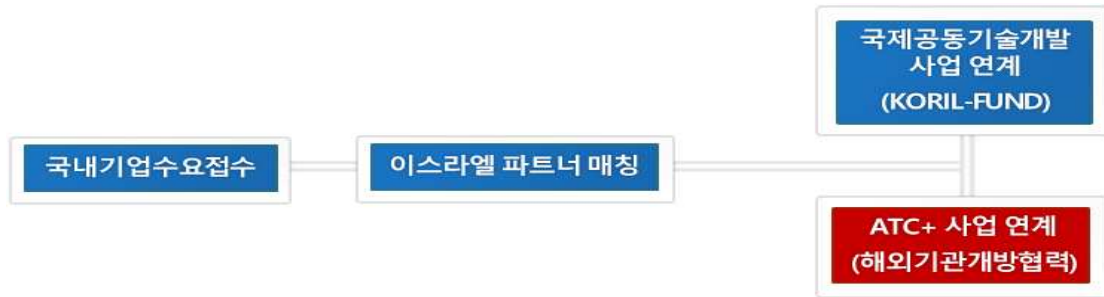 국내기업수요접수
이스라엘 파트너 매칭
국제공동기술개발
사업 연계
(KORIL-FUND)
ATC+ 사업 연계
(해외기관개방협력)